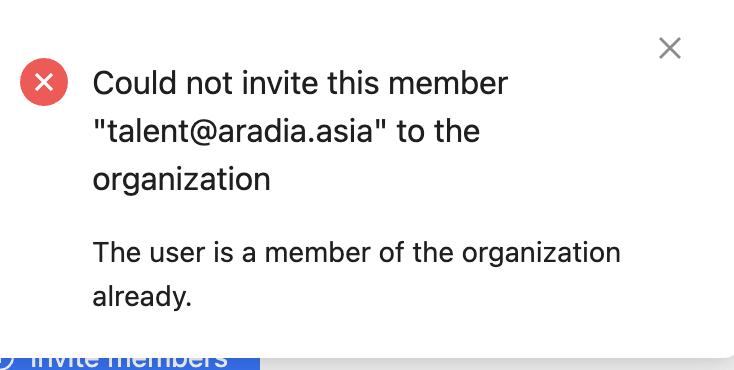 Could not invite this member
"talent@aradia.asia" to the
organization
The user is a member of the organization
already.
Invite members